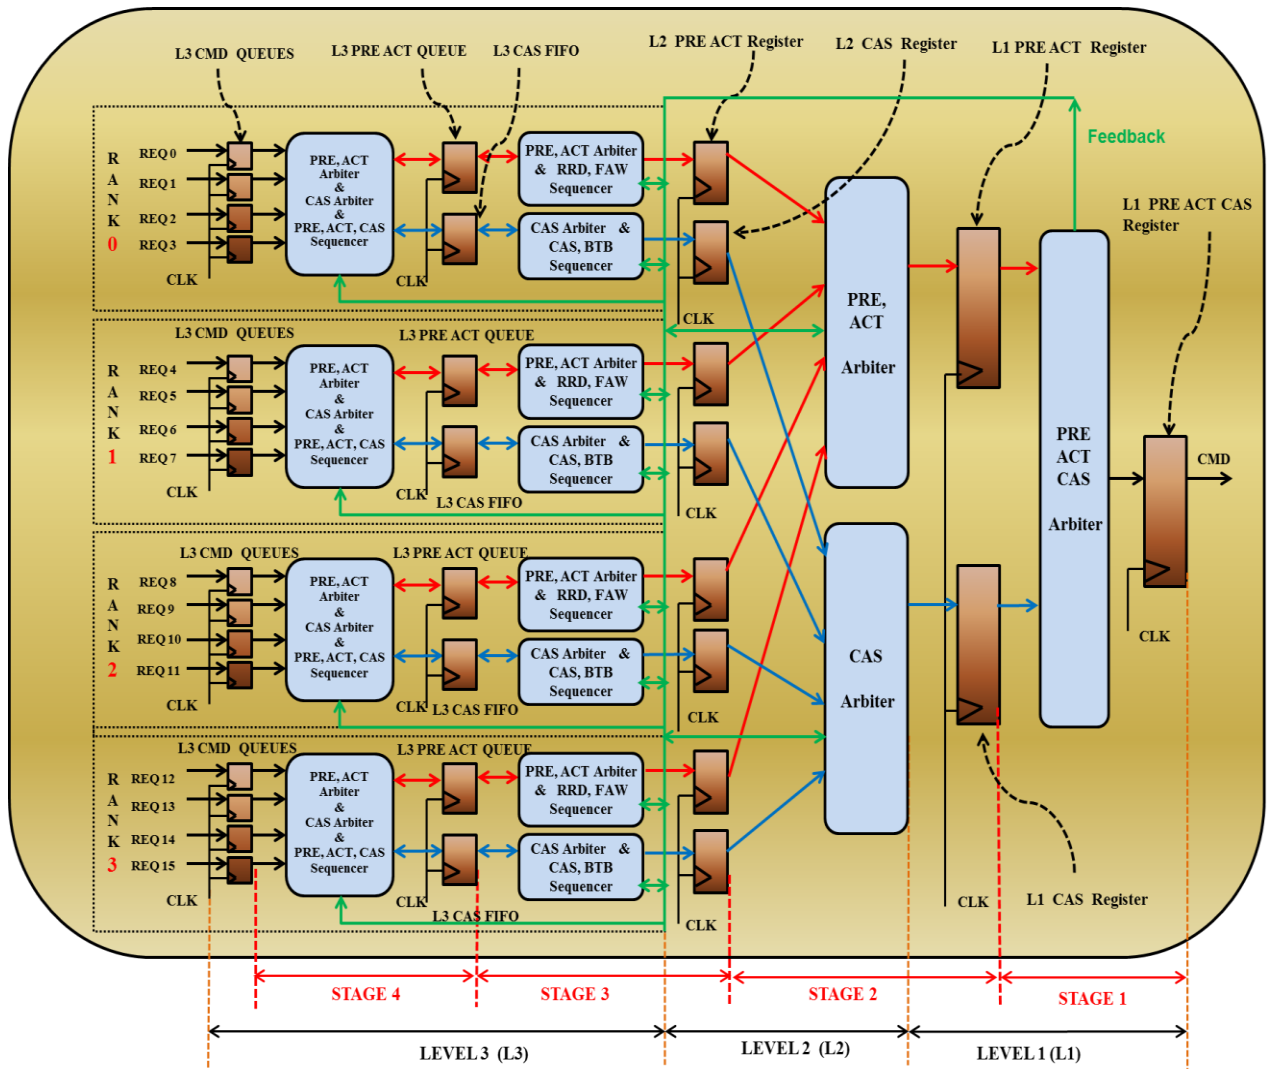 L3 CMD QUEUES
L3 PRE ACT QUEUE
L3 CAS FIFO
L2 PRE ACT Register
L2 CAS Register
L1 PRE ACT Register
Feedback
L1 PRE ACT CAS
Register
RANK
0
REQ 0
REQ 1
REQ 2
REQ 3
CLK
PRE, ACT
Arbiter
&
CAS Arbiter
&
PRE, ACT, CAS
Sequencer
CLK
PRE, ACT Arbiter
& RRD, FAW
Sequencer
CAS Arbiter &
CAS, BTB
Sequencer
CLK
L3 CMD QUEUES
L3 PRE ACT QUEUE
RANK
1
REQ 4
REQ 5
REQ 6
REQ 7
CLK
PRE, ACT
Arbiter
&
CAS Arbiter
&
PRE, ACT, CAS
Sequencer
CLK
L3 CAS FIFO
PRE, ACT Arbiter
& RRD, FAW
Sequencer
CAS Arbiter &
CAS, BTB
Sequencer
CLK
L3 CMD QUEUES
L3 PRE ACT QUEUE
RANK
2
REQ 8
REQ 9
REQ 10
REQ 11
CLK
PRE, ACT
Arbiter
&
CAS Arbiter
&
PRE, ACT, CAS
Sequencer
CLK
L3 CAS FIFO
PRE, ACT Arbiter
& RRD, FAW
Sequencer
CAS Arbiter &
CAS, BTB
Sequencer
CLK
L3 CMD QUEUES
L3 PRE ACT QUEUE
RANK
3
REQ 12
REQ 13
REQ 14
REQ 15
CLK
PRE, ACT
Arbiter
&
CAS Arbiter
&
PRE, ACT, CAS
Sequencer
CLK
L3 CAS FIFO
PRE, ACT Arbiter
& RRD, FAW
Sequencer
CAS Arbiter &
CAS, BTB
Sequencer
CLK
PRE,
ACT
Arbiter
CAS
Arbiter
CLK
L1 CAS Register
PRE
ACT
CAS
Arbiter
CMD
CLK
STAGE 4
STAGE 3
STAGE 2
STAGE 1
LEVEL 3 (L3)
LEVEL 2 (L2)
LEVEL 1 (L1)